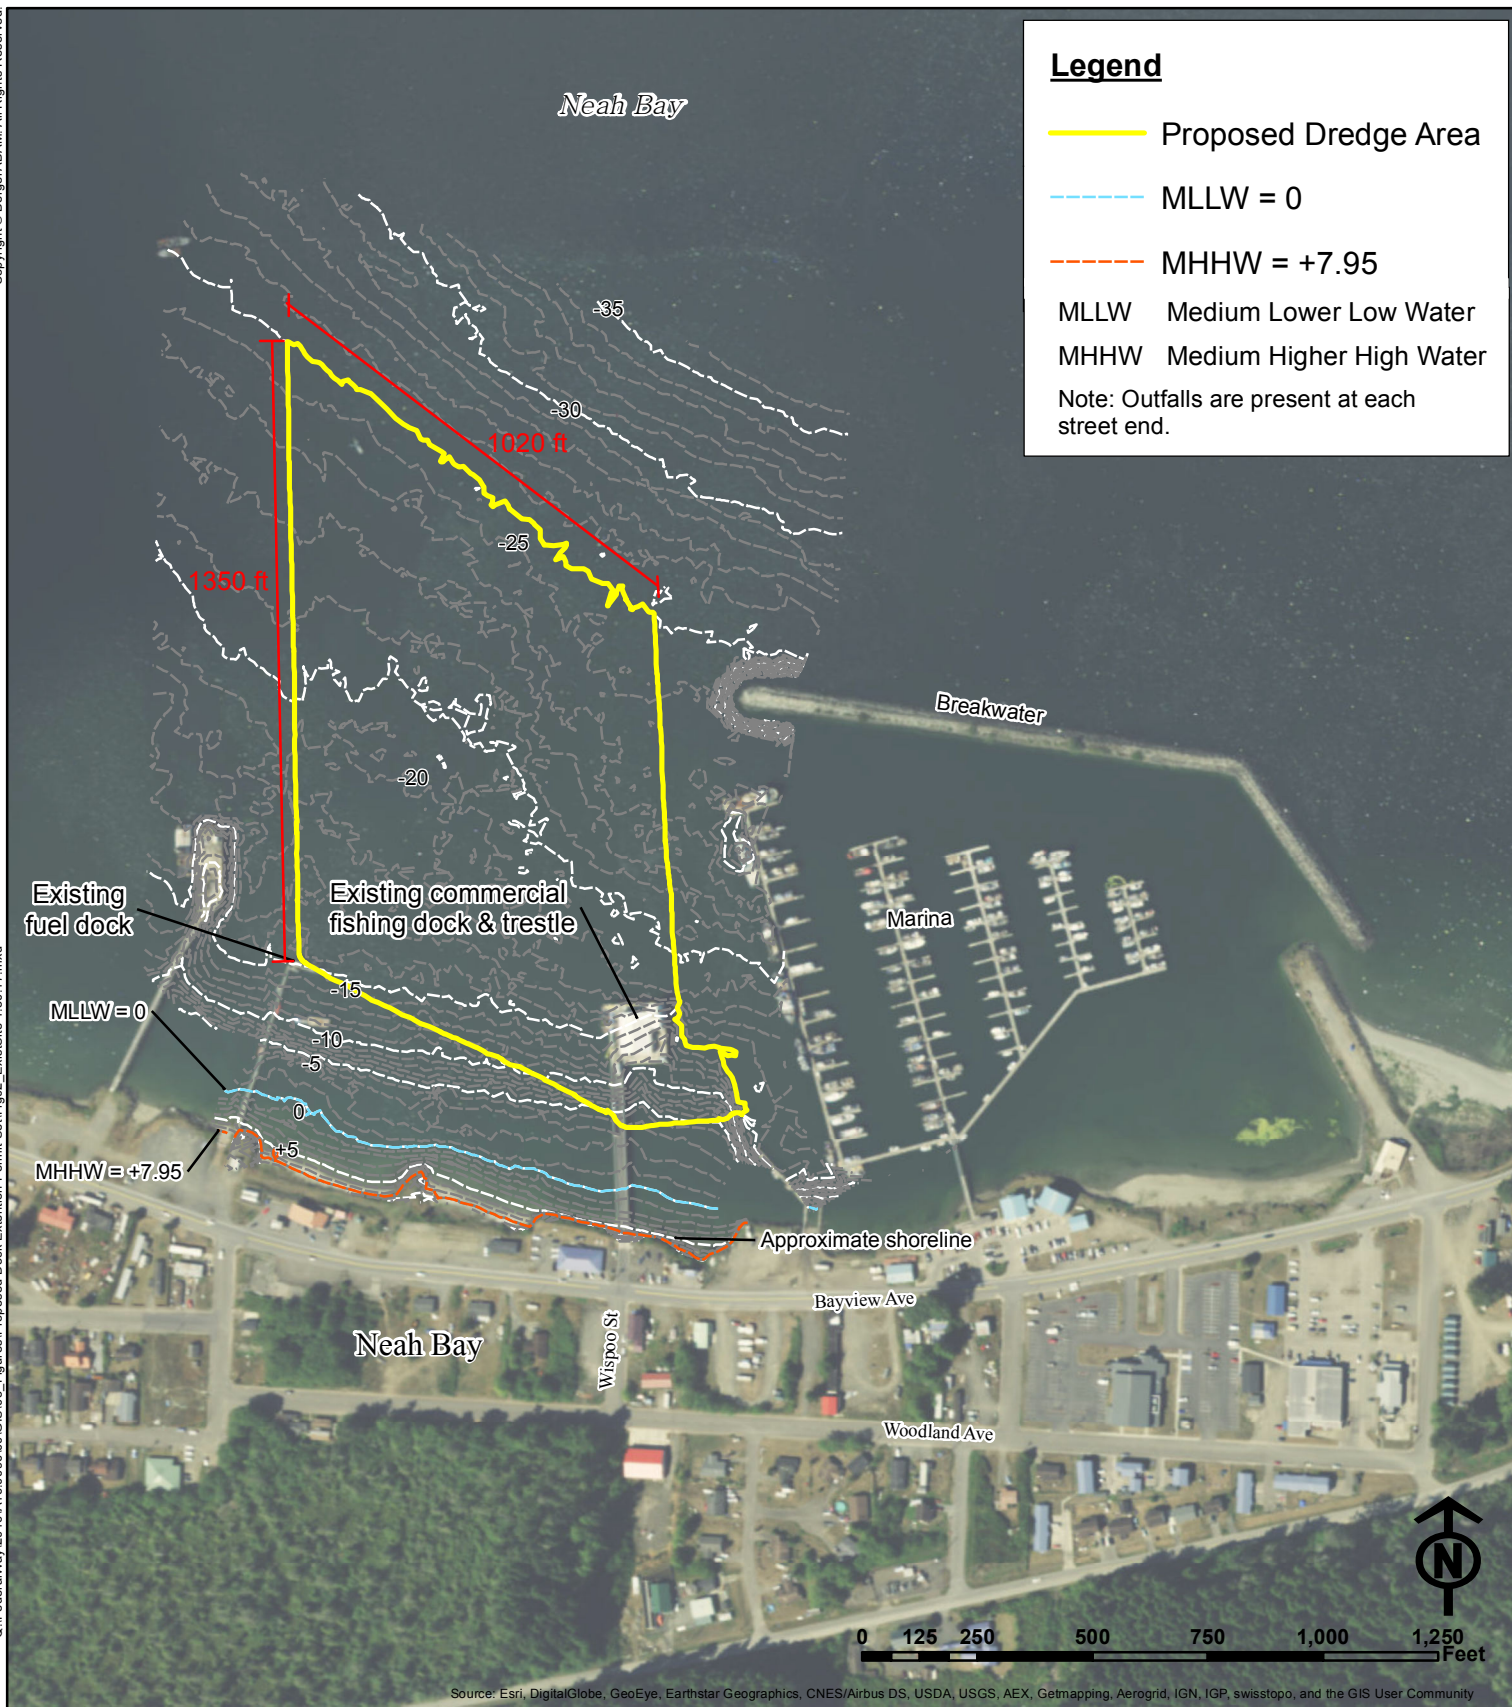 Neah Bay
Legend
Proposed Dredge Area
MLLW = 0
MHHW = +7.95
MLLW Medium Lower Low Water
MHHW Medium Higher High Water
Note: Outfalls are present at each
street end.
-35
-30
1020 ft
-25
1350 ft
Breakwater
-20
Existing
fuel dock
Existing commercial
fishing dock & trestle
Marina
-15
MLLW = 0
-10
-5
0
+5
MHHW = +7.95
Approximate shoreline
Bayview Ave
Neah Bay
Wispoo St
Woodland Ave
N
0 125 250 500 750 1,000 1,250
Feet
Source: Esri, DigitalGlobe, GeoEye, Earthstar Geographics, CNES/Airbus DS, USDA, USGS, AEX, Getmapping, Aerogrid, IGN, IGP, swisstopo, and the GIS User Community